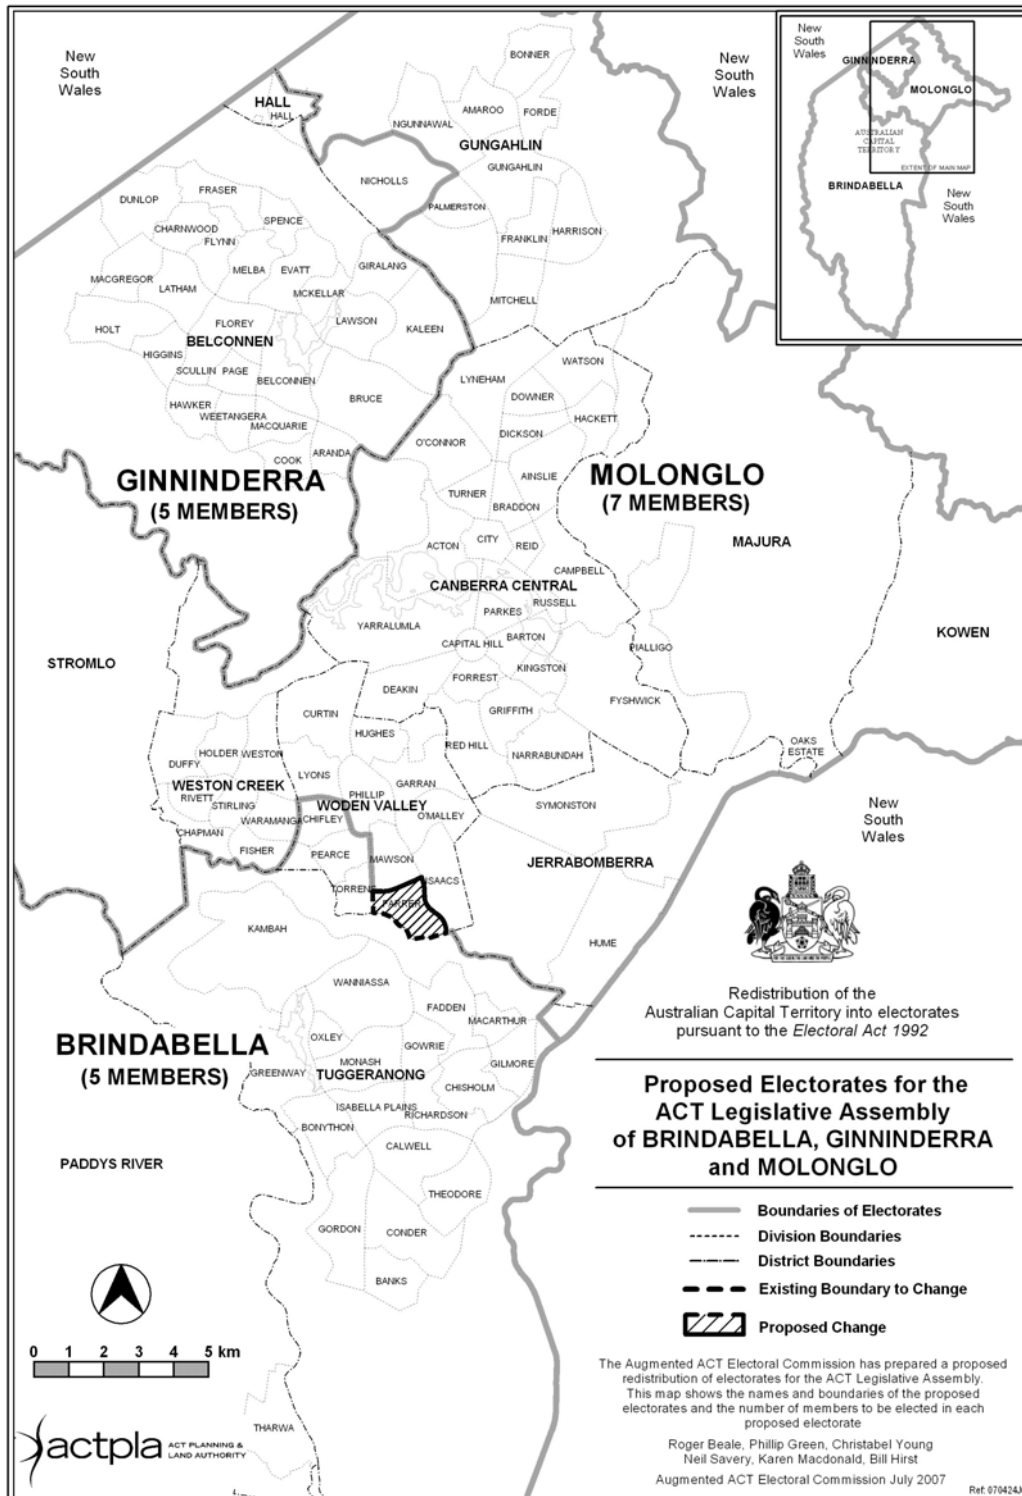 New
South
Wales
BONNER
New
South
Wales
New
South
Wales
GINNINDERRA
MOLONGLO
AUSTRALIAN
CAPITAL
TERRITORY
EXTENT OF MAIN MAP
BRINDABELLA
New
South
Wales
HALL
HALL
AMAROO
FORDE
NGUNNAWAL
GUNGAHLIN
GUNGAHLIN
NICHOLLS
PALMERSTON
FRANKLIN
HARRISON
MITCHELL
DUNLOP
FRASER
SPENCE
CHARNWOOD
FLYNN
GIRALANG
MACGREGOR
MELBA
EVATT
LATHAM
MCKELLAR
HOLT
FLOREY
LAWSON
KALEEN
BELCONNEN
HIGGINS
SCULLIN
PAGE
BELCONNEN
HAWKER
BRUCE
WEETANGERA
MACQUARIE
COOK
ARANDA
GINNINDERRA
(5 MEMBERS)
WATSON
LYNEHAM
DOWNER
HACKETT
DICKSON
O'CONNOR
AINSLIE
TURNER
BRADDON
CITY
ACTON
REID
MOLONGLO
(7 MEMBERS)
MAJURA
CAMPBELL
CANBERRA CENTRAL
RUSSELL
PARKES
YARRALUMLA
BARTON
CAPITAL HILL
PIALLIGO
KOWEN
STROMLO
KINGSTON
FORREST
DEAKIN
FYSHWICK
CURTIN
GRIFFITH
HUGHES
RED HILL
NARRABUNDAH
OAKS
ESTATE
HOLDER
WESTON
DUFFY
LYONS
WESTON CREEK
GARRAN
RIVETT
PHILLIP
STIRLING
WODEN VALLEY
SYMONSTON
O'MALLEY
WARAMANGA
CHIFLEY
CHAPMAN
FISHER
PEARCE
MAWSON
JERRABOMBERRA
TORRENS
ISAACS
FARRER
New
South
Wales
KAMBAH
HUME
WANNIASSA
FADDEN
MACARTHUR
OXLEY
GOWRIE
BRINDABELLA
(5 MEMBERS)
MONASH
GILMORE
GREENWAY
TUGGERANONG
CHISHOLM
ISABELLA PLAINS
RICHARDSON
BONYTHON
CALWELL
PADDYS RIVER
THEODORE
GORDON
CONDER
BANKS
THARWA
Redistribution of the
Australian Capital Territory into electorates
pursuant to the Electoral Act 1992
Proposed Electorates for the
ACT Legislative Assembly
of BRINDABELLA, GINNINDERRA
and MOLONGLO
Boundaries of Electorates
Division Boundaries
District Boundaries
Existing Boundary to Change
Proposed Change
The Augmented ACT Electoral Commission has prepared a proposed
redistribution of electorates for the ACT Legislative Assembly.
This map shows the names and boundaries of the proposed
electorates and the number of members to be elected in each
proposed electorate
Roger Beale, Phillip Green, Christabel Young
Neil Savery, Karen Macdonald, Bill Hirst
Augmented ACT Electoral Commission July 2007
0 1 2 3 4 5 km
actpla ACT PLANNING &
LAND AUTHORITY
Ref: 070424J